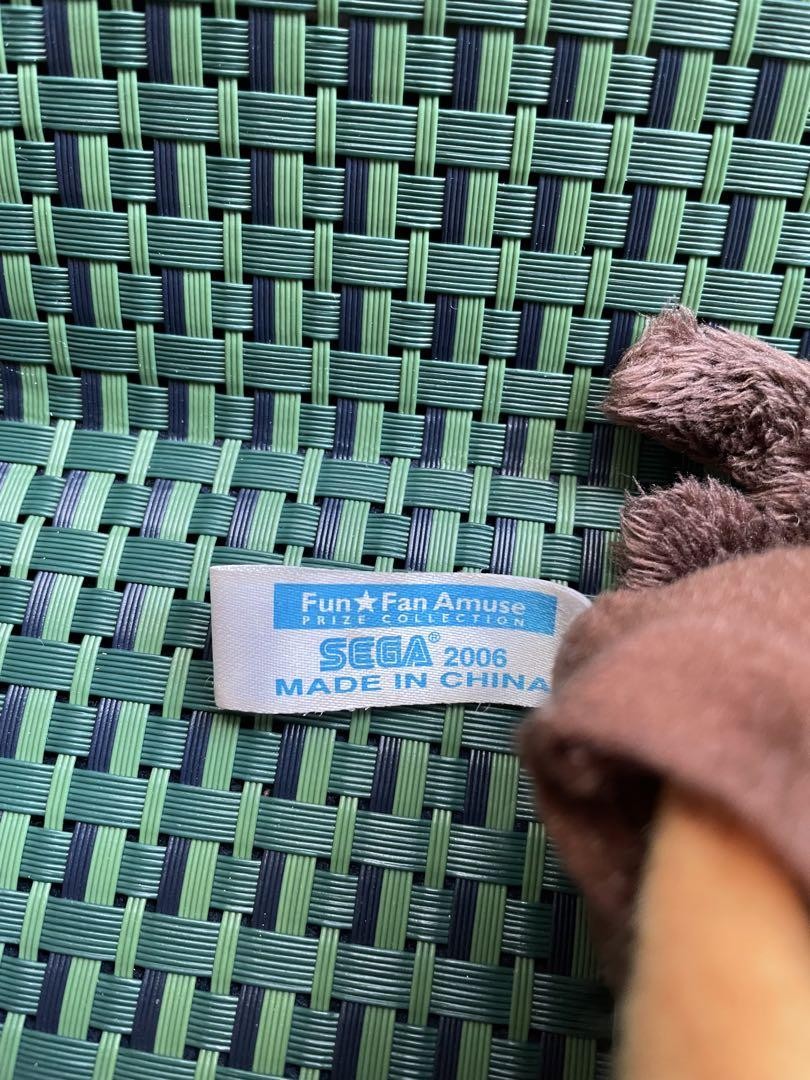 Fun★Fan Amuse
PRIZE COLLECTION
SEGA® 2006
MADE IN CHINA